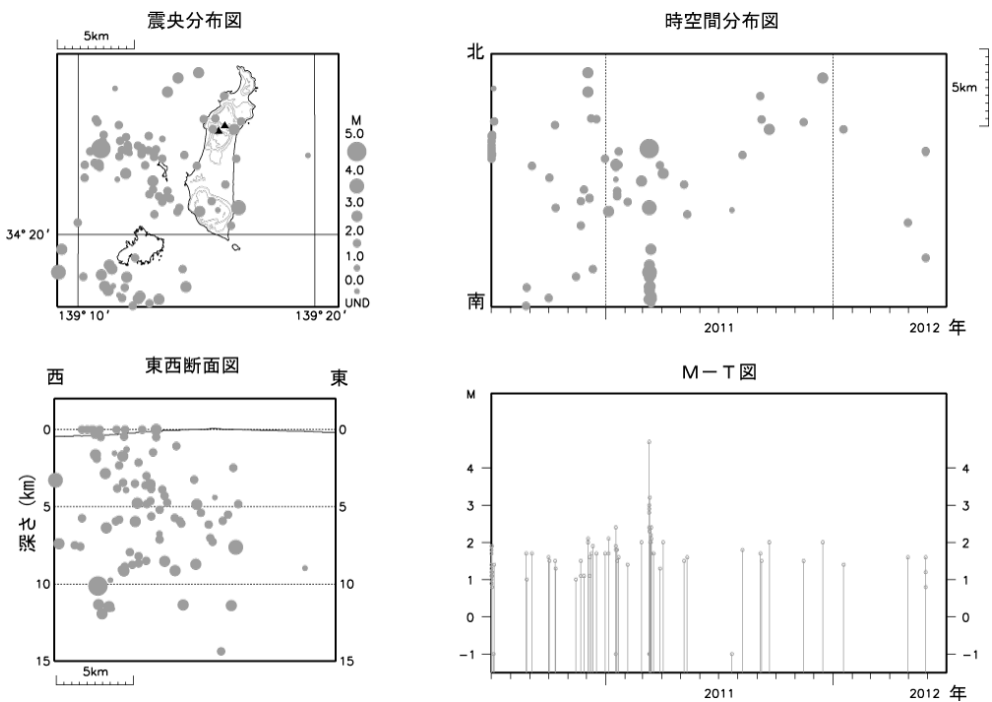 震央分布図
5km
M
5.0
4.0
3.0
2.0
1.0
0.0
UND
34°20′
139°10′
139°20′
時空間分布図
北
5km
南
2011
2012 年
東西断面図
西
東
0
0
深さ (km)
5
5
10
10
15
15
5km
M－T図
M
4
4
3
3
2
2
1
1
0
0
-1
-1
2011
2012 年